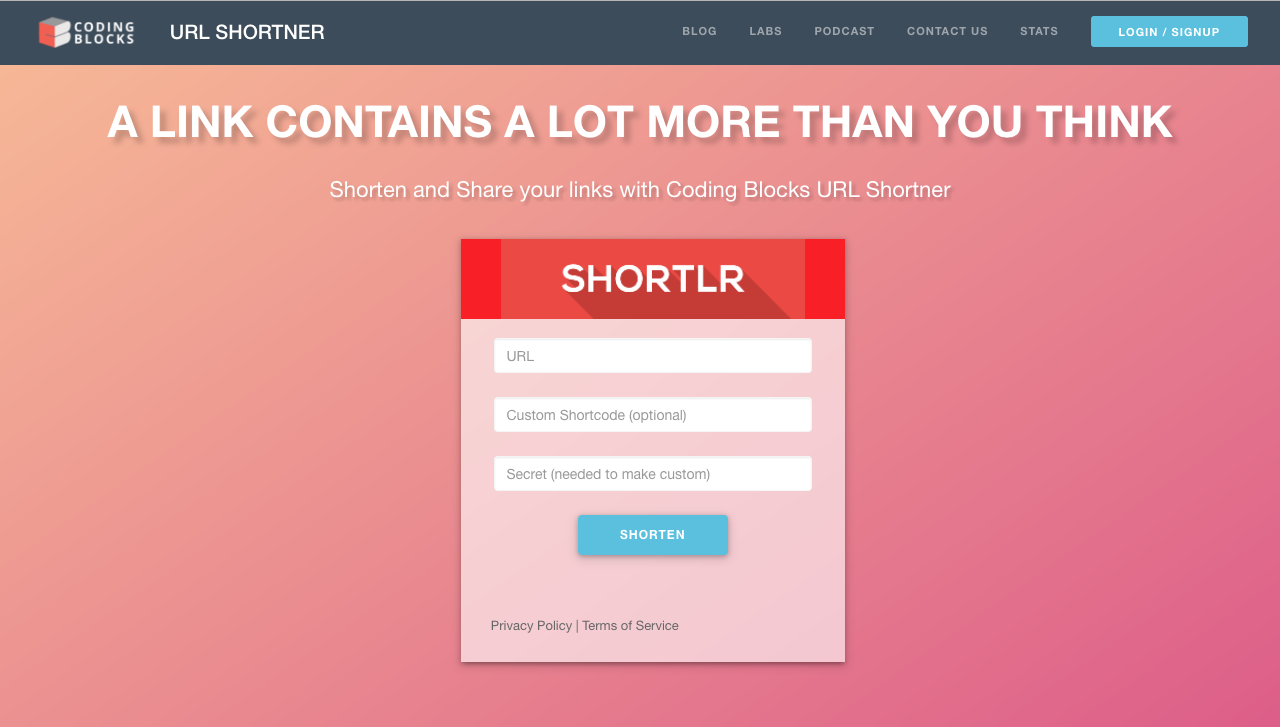 CODING
BLOCKS
URL SHORTNER
BLOG
LABS
PODCAST
CONTACT US
STATS
LOGIN / SIGNUP
A LINK CONTAINS A LOT MORE THAN YOU THINK
Shorten and Share your links with Coding Blocks URL Shortner
SHORTLR
URL
Custom Shortcode (optional)
Secret (needed to make custom)
SHORTEN
Privacy Policy | Terms of Service